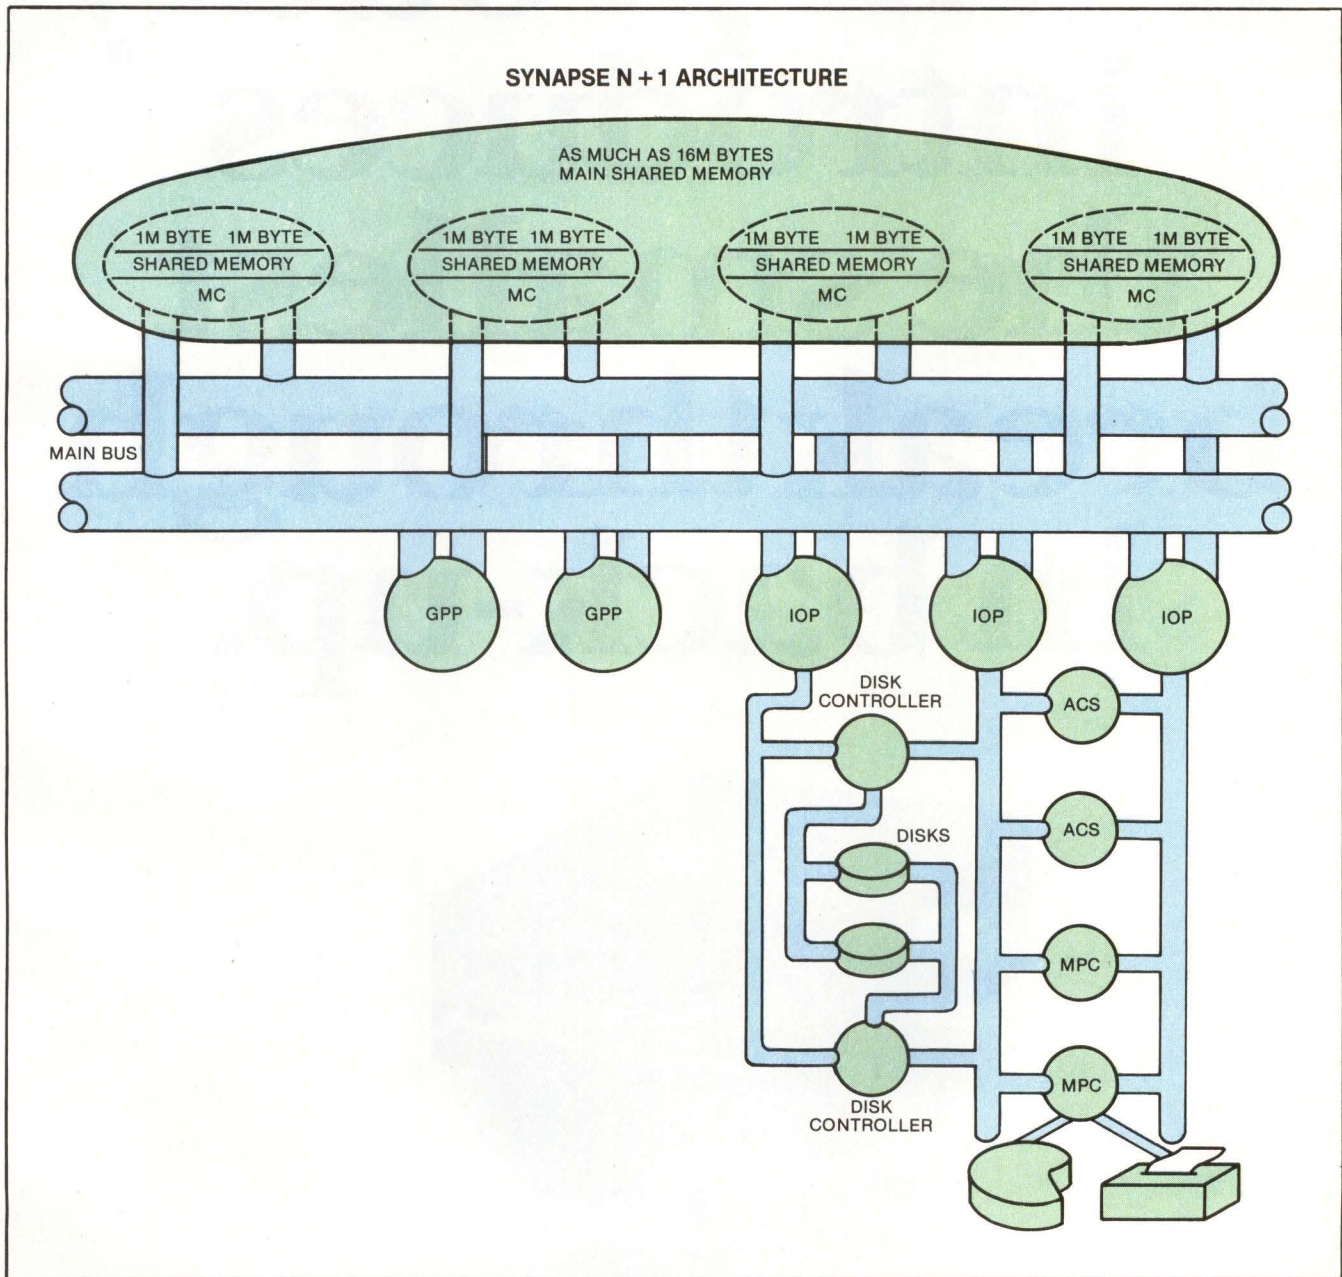 SYNAPSE N + 1 ARCHITECTURE
AS MUCH AS 16M BYTES
MAIN SHARED MEMORY
1M BYTE 1M BYTE
SHARED MEMORY
MC
1M BYTE 1M BYTE
SHARED MEMORY
MC
1M BYTE 1M BYTE
SHARED MEMORY
MC
1M BYTE 1M BYTE
SHARED MEMORY
MC
MAIN BUS
GPP
GPP
IOP
IOP
IOP
DISK
CONTROLLER
ACS
ACS
DISKS
MPC
MPC
DISK
CONTROLLER